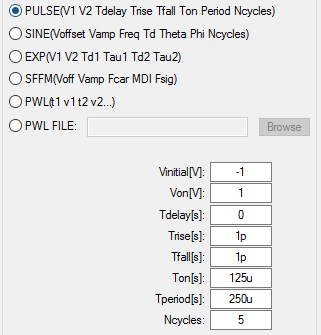 PULSE(V1 V2 Tdelay Trise Tfall Ton Period Ncycles)
SINE(Voffset Vamp Freq Td Theta Phi Ncycles)
EXP(V1 V2 Td1 Tau1 Td2 Tau2)
SFFM(Voff Vamp Fcar MDI Fsig)
PWL(t1 v1 t2 v2...)
PWL FILE: Browse
Vinitial[V]: -1
Von[V]: 1
Tdelay[s]: 0
Trise[s]: 1p
Tfall[s]: 1p
Ton[s]: 125u
Tperiod[s]: 250u
Ncycles: 5